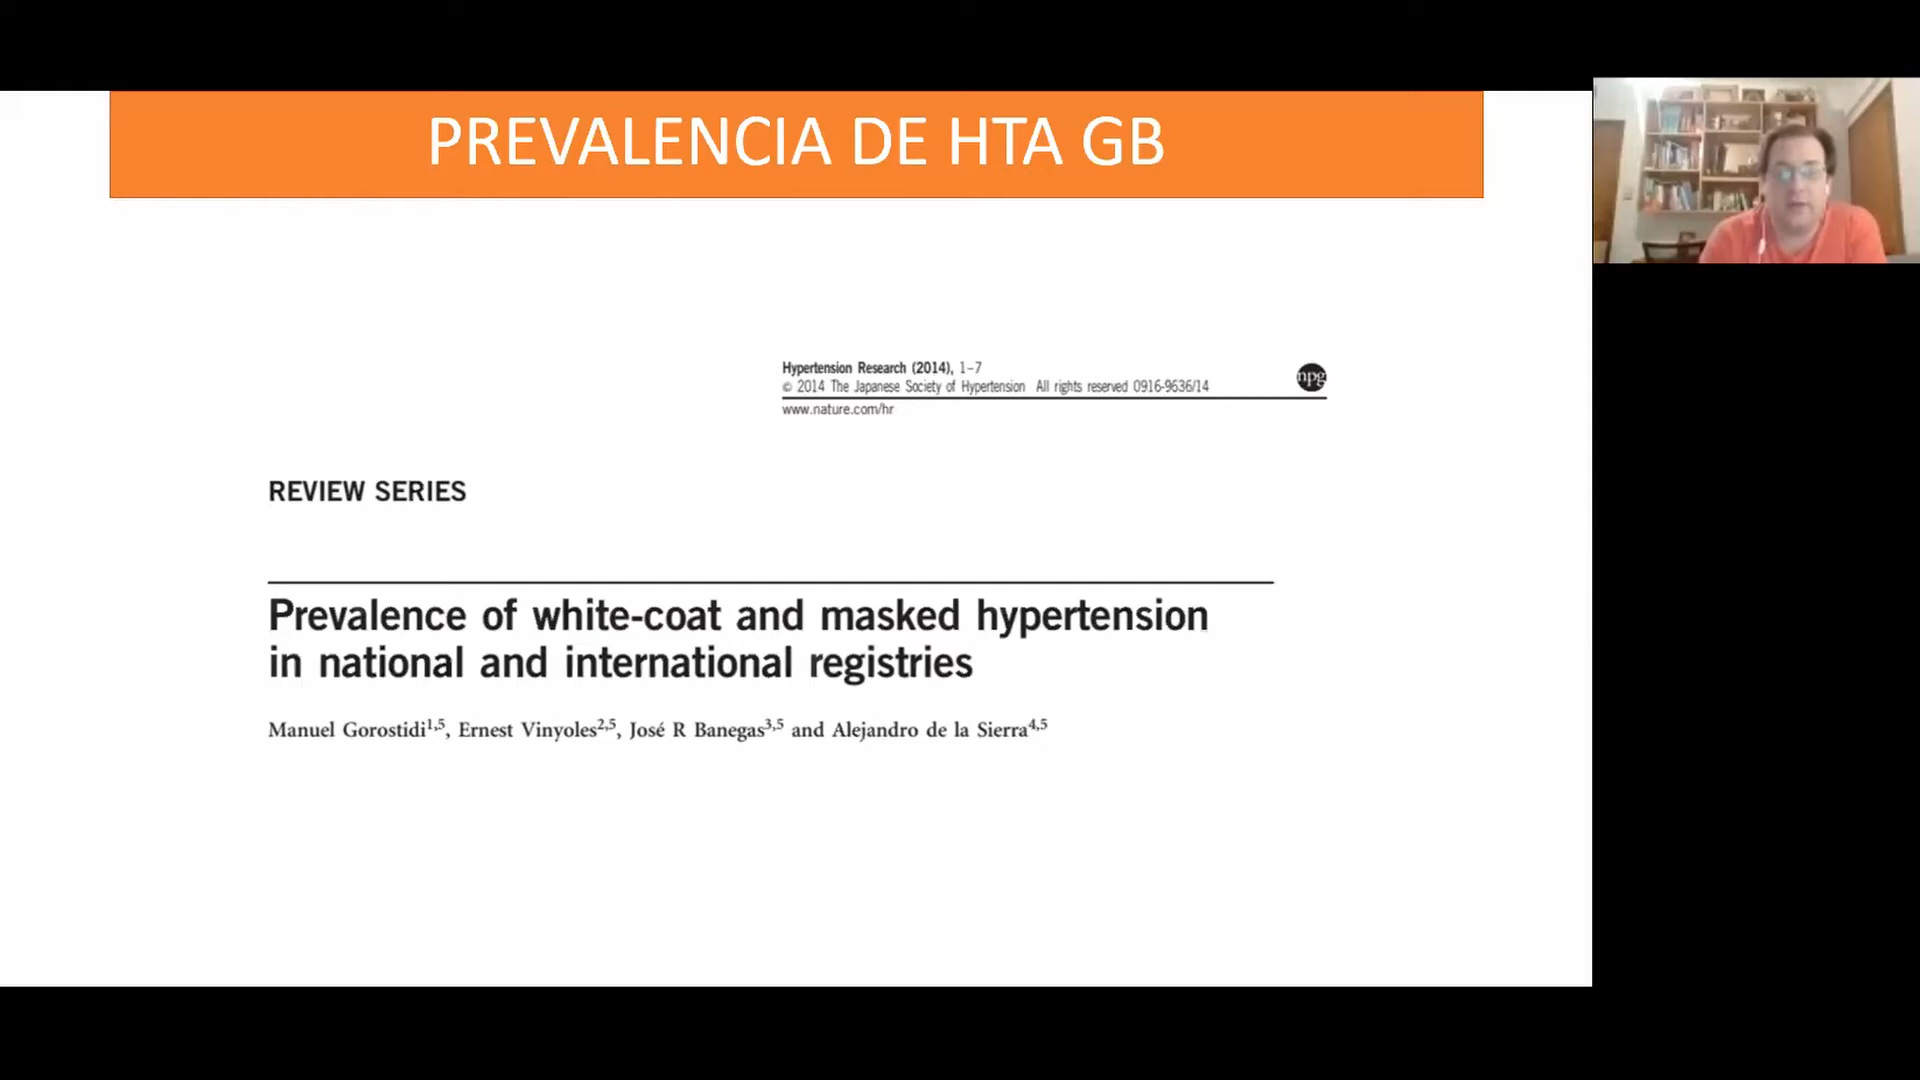 PREVALENCIA DE HTA GB
Hypertension Research (2014), 1–7
© 2014 The Japanese Society of Hypertension All rights reserved 0916-9636/14
npg
www.nature.com/hr
REVIEW SERIES
Prevalence of white-coat and masked hypertension
in national and international registries
Manuel Gorostidi1,5, Ernest Vinyoles2,5, José R Banegas3,5 and Alejandro de la Sierra4,5